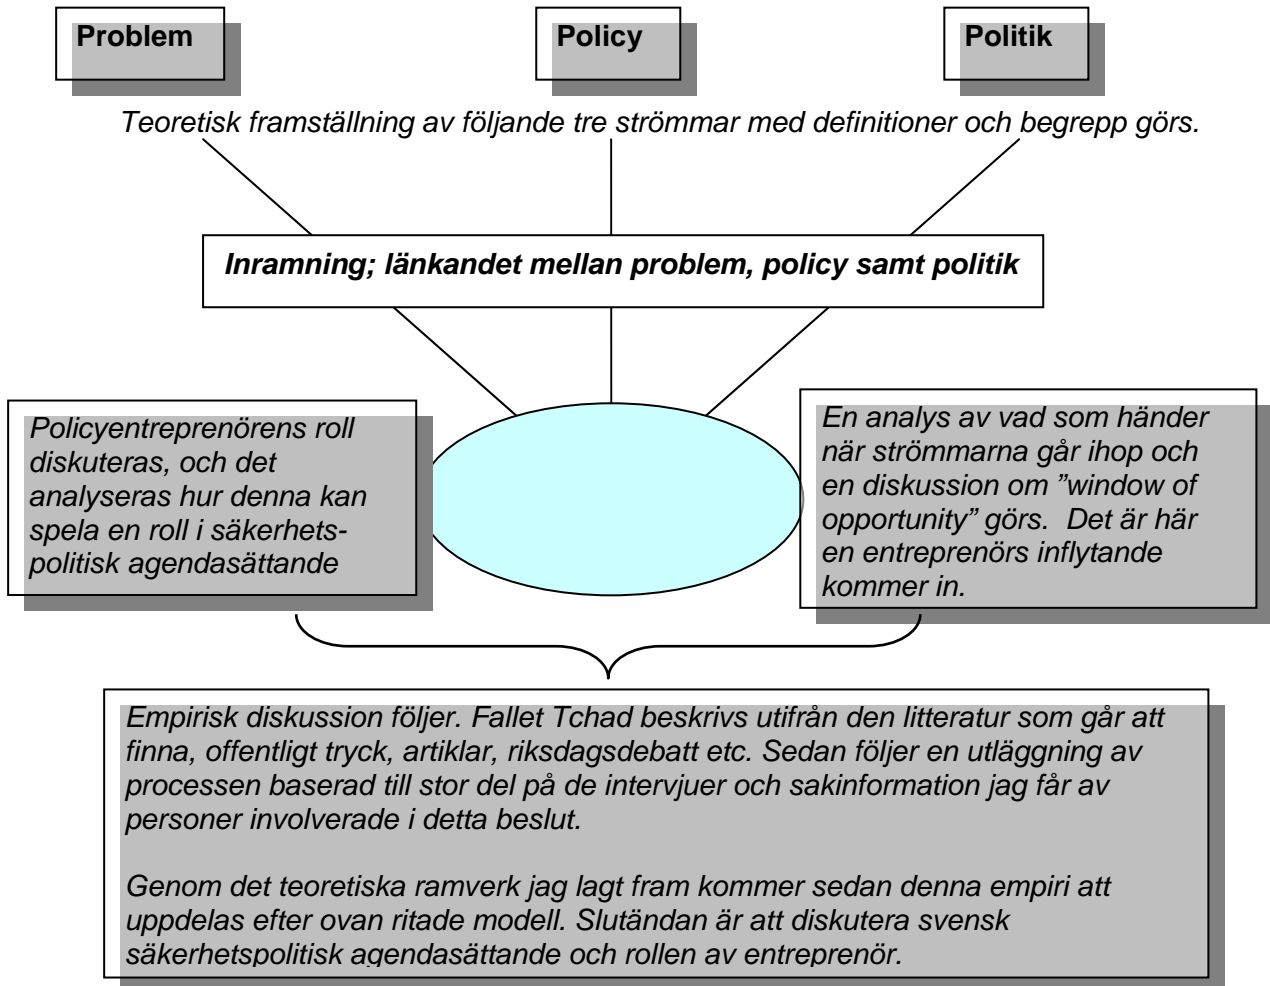 Problem
Policy
Politik
Teoretisk framställning av följande tre strömmar med definitioner och begrepp görs.
Inramning; länkandet mellan problem, policy samt politik
Policyentreprenörens roll
diskuteras, och det
analyseras hur denna kan
spela en roll i säkerhets-
politisk agendasättande
En analys av vad som händer
när strömmarna går ihop och
en diskussion om ”window of
opportunity” görs.  Det är här
en entreprenörs inflytande
kommer in.
Empirisk diskussion följer. Fallet Tchad beskrivs utifrån den litteratur som går att
finna, offentligt tryck, artiklar, riksdagsdebatt etc. Sedan följer en utläggning av
processen baserad till stor del på de intervjuer och sakinformation jag får av
personer involverade i detta beslut.
Genom det teoretiska ramverk jag lagt fram kommer sedan denna empiri att
uppdelas efter ovan ritade modell. Slutändan är att diskutera svensk
säkerhetspolitisk agendasättande och rollen av entreprenör.